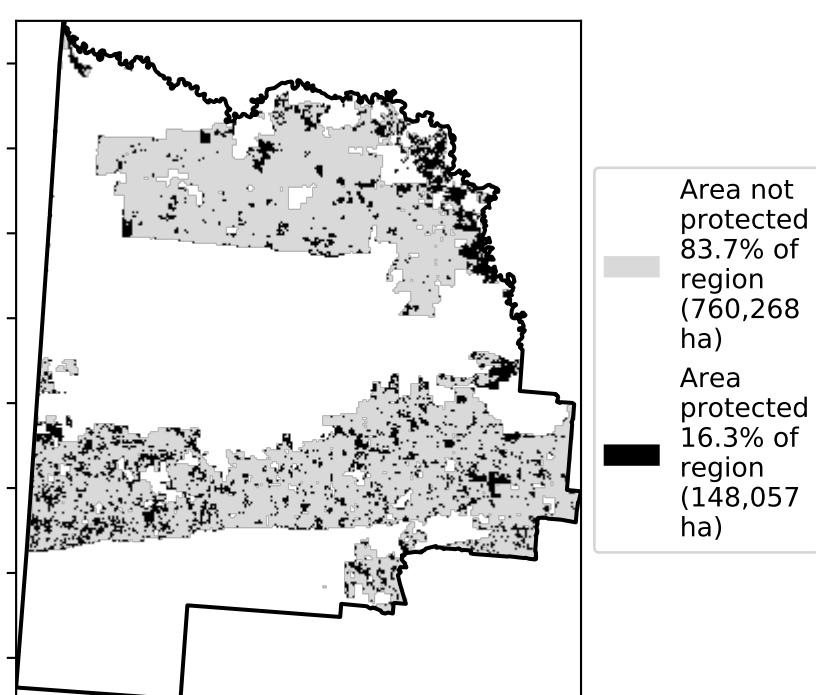 Area not
protected
83.7% of
region
(760,268
ha)
Area
protected
16.3% of
region
(148,057
ha)